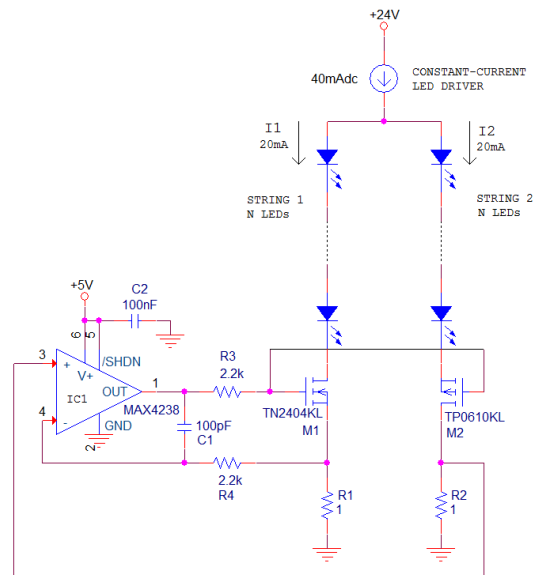 +24V
40mAdc
CONSTANT-CURRENT
LED DRIVER
I1
20mA
I2
20mA
STRING 1
N LEDs
STRING 2
N LEDs
+5V
C2
100nF
6
5
3
/SHDN
+
V+
OUT
1
IC1
MAX4238
4
-
GND
2
R3
2.2k
100pF
C1
TN2404KL
M1
TP0610KL
M2
2.2k
R4
R1
1
R2
1